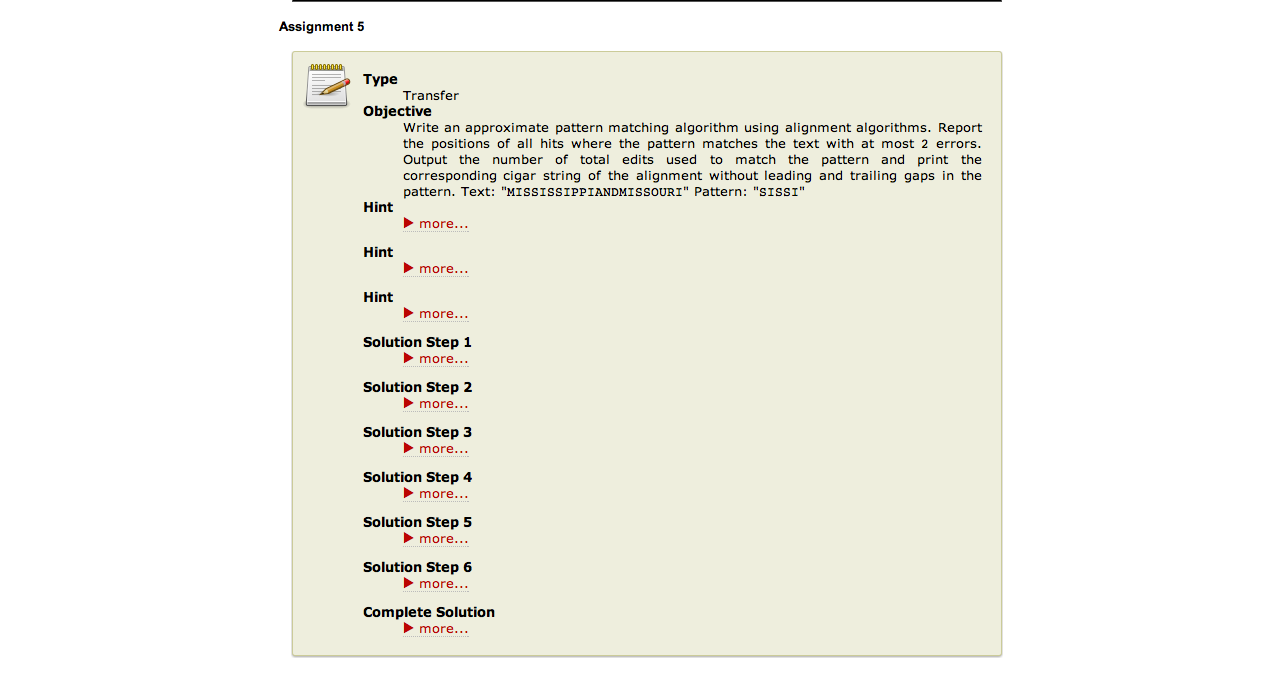 Assignment 5
Type
Transfer
Objective
Write an approximate pattern matching algorithm using alignment algorithms. Report
the positions of all hits where the pattern matches the text with at most 2 errors.
Output the number of total edits used to match the pattern and print the
corresponding cigar string of the alignment without leading and trailing gaps in the
pattern. Text: "MISSISSIPPIANDMISSOURI" Pattern: "SISSI"
Hint
more...
Hint
more...
Hint
more...
Solution Step 1
more...
Solution Step 2
more...
Solution Step 3
more...
Solution Step 4
more...
Solution Step 5
more...
Solution Step 6
more...
Complete Solution
more...